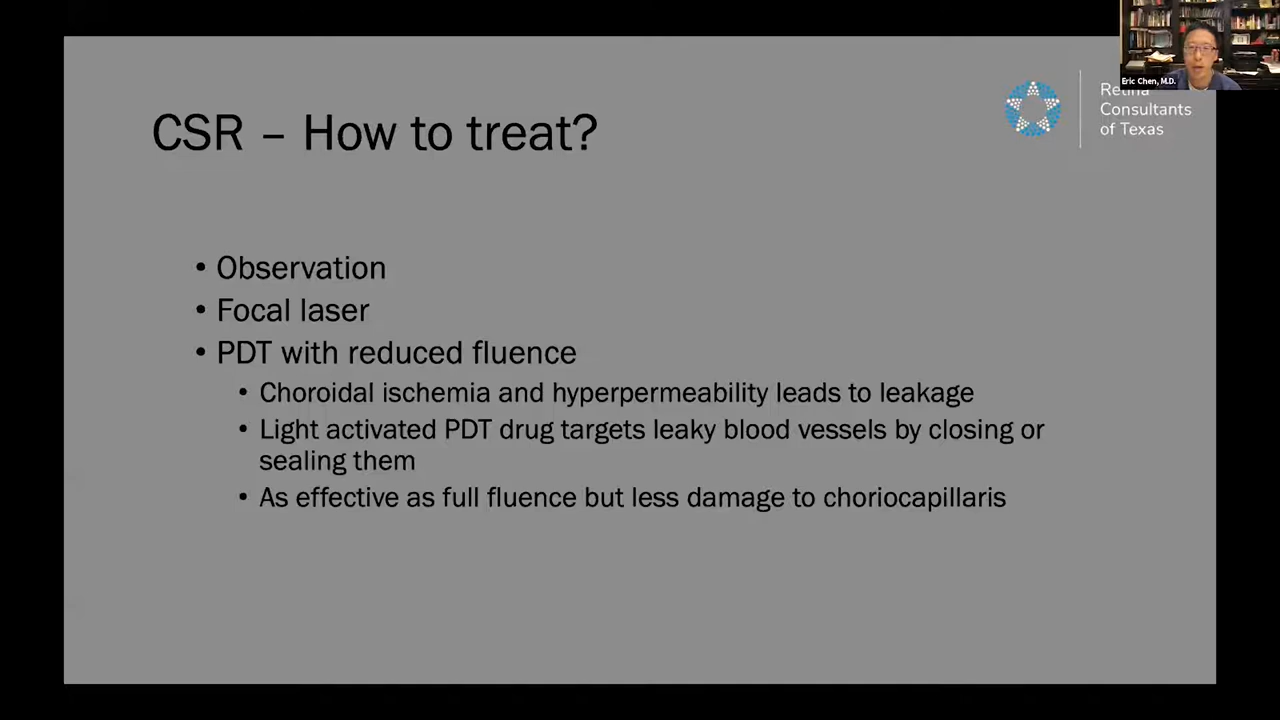 Eric Chen, M.D.
Retina
Consultants
of Texas
CSR – How to treat?
• Observation
• Focal laser
• PDT with reduced fluence
• Choroidal ischemia and hyperpermeability leads to leakage
• Light activated PDT drug targets leaky blood vessels by closing or
sealing them
• As effective as full fluence but less damage to choriocapillaris